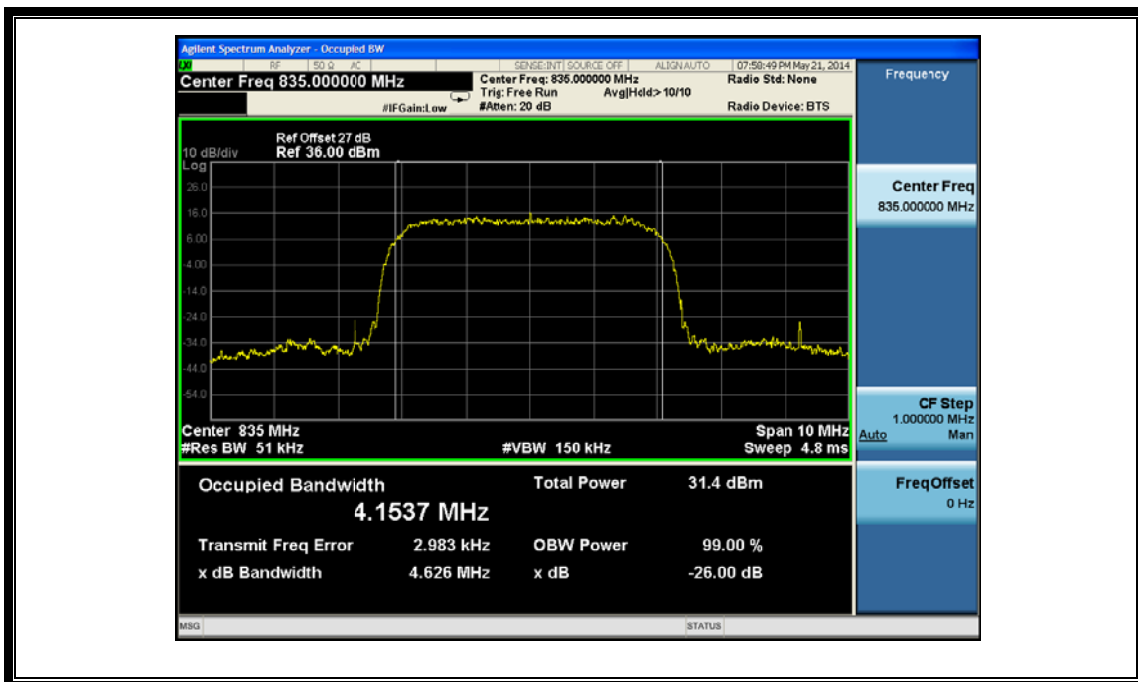 Agilent Spectrum Analyzer - Occupied BW
LXI RF 50 Ω AC SENSE:INT SOURCE OFF ALIGN AUTO 07:58:49 PM May 21, 2014
Center Freq 835.000000 MHz
Center Freq: 835.000000 MHz
Radio Std: None
Trig: Free Run Avg|Hold:> 10/10
#IFGain:Low #Atten: 20 dB Radio Device: BTS
Ref Offset 27 dB
10 dB/div Ref 36.00 dBm
Log
26.0
16.0
6.00
-4.00
-14.0
-24.0
-34.0
-44.0
-54.0
Center 835 MHz Span 10 MHz
#Res BW 51 kHz #VBW 150 kHz Sweep 4.8 ms
Occupied Bandwidth Total Power 31.4 dBm
4.1537 MHz
Transmit Freq Error 2.983 kHz OBW Power 99.00 %
x dB Bandwidth 4.626 MHz x dB -26.00 dB
MSG STATUS
Frequency
Center Freq
835.000000 MHz
CF Step
1.000000 MHz
Auto Man
Freq Offset
0 Hz